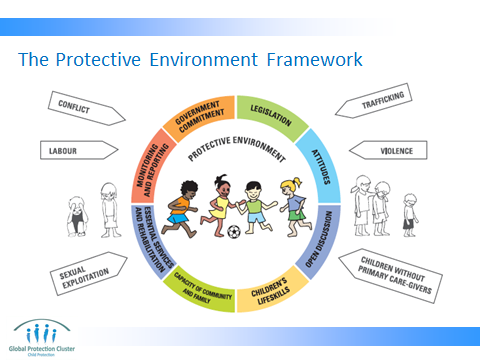 The Protective Environment Framework
CONFLICT
TRAFFICKING
LABOUR
VIOLENCE
SEXUAL
EXPLOITATION
CHILDREN WITHOUT
PRIMARY CARE-GIVERS
GOVERNMENT
COMMITMENT
LEGISLATION
ATTITUDES
OPEN DISCUSSION
CHILDREN'S
LIFESKILLS
CAPACITY OF COMMUNITY
AND FAMILY
ESSENTIAL SERVICES
AND REHABILITATION
MONITORING
AND REPORTING
PROTECTIVE ENVIRONMENT
Global Protection Cluster
Child Protection